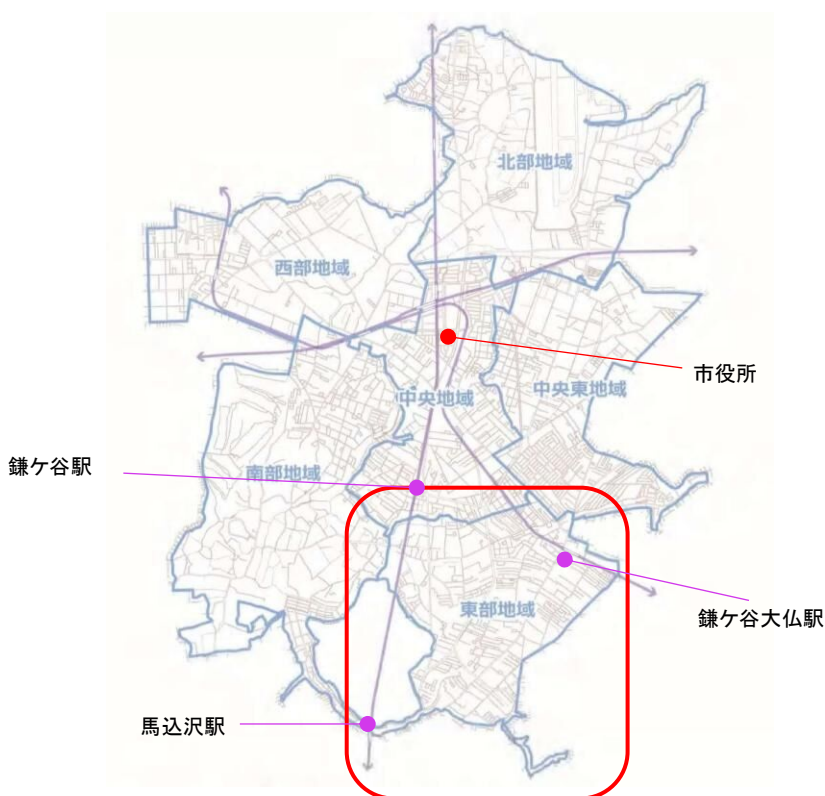 北部地域
西部地域
市役所
中央地域
中央東地域
鎌ケ谷駅
南部地域
東部地域
鎌ケ谷大仏駅
馬込沢駅